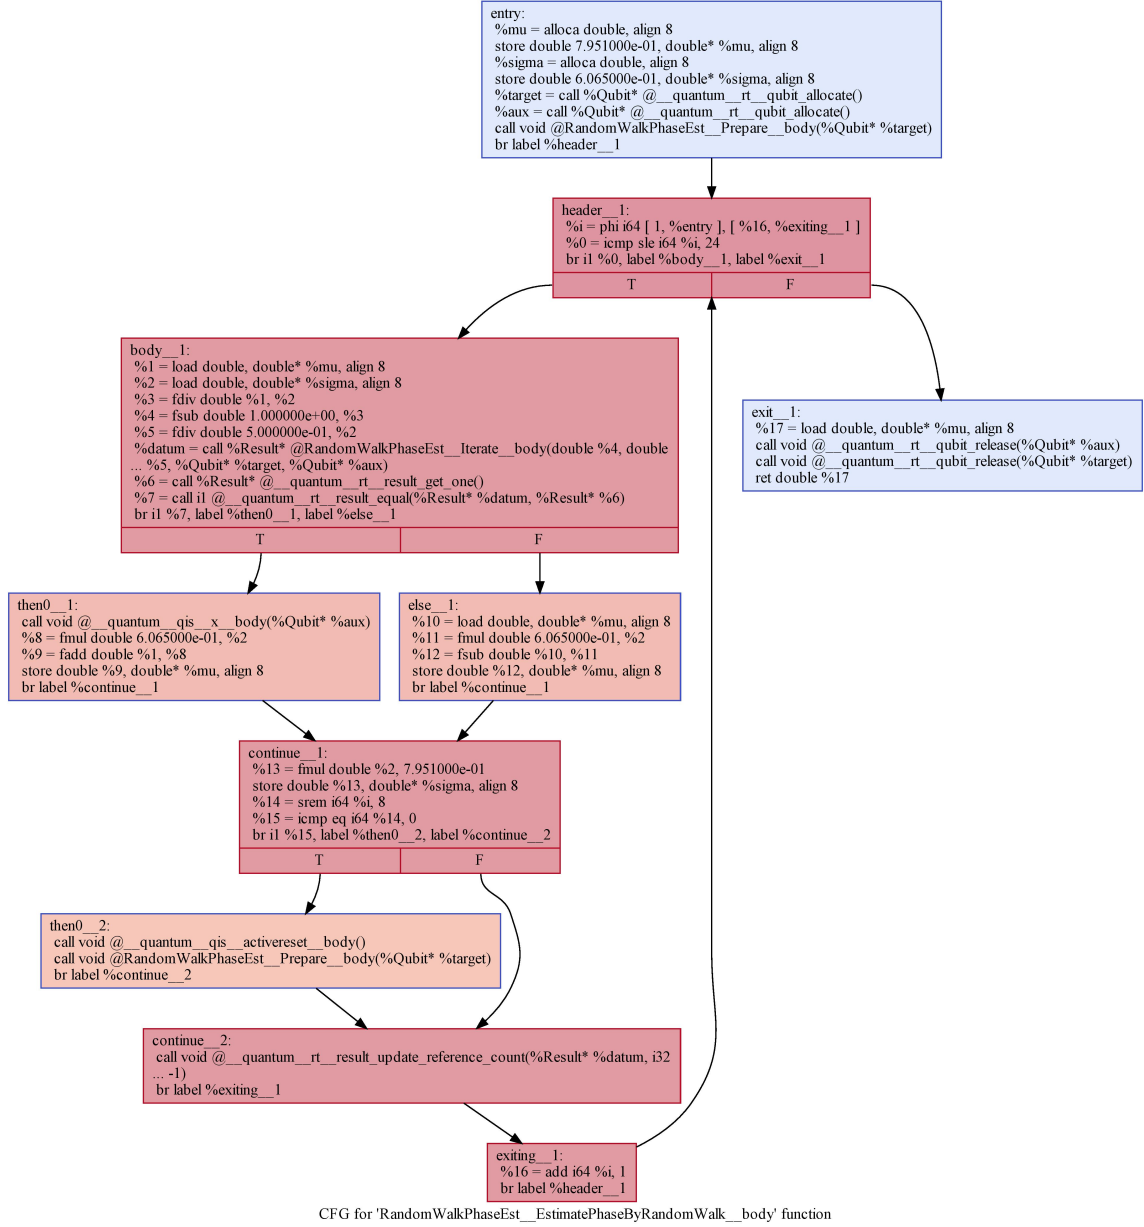 entry:
%mu = alloca double, align 8
store double 7.951000e-01, double* %mu, align 8
%sigma = alloca double, align 8
store double 6.065000e-01, double* %sigma, align 8
%target = call %Qubit* @__quantum__rt__qubit_allocate()
%aux = call %Qubit* @__quantum__rt__qubit_allocate()
call void @RandomWalkPhaseEst__Prepare__body(%Qubit* %target)
br label %header__1
header__1:
%i = phi i64 [ 1, %entry ], [ %16, %exiting__1 ]
%0 = icmp sle i64 %i, 24
br i1 %0, label %body__1, label %exit__1
T
F
body__1:
%1 = load double, double* %mu, align 8
%2 = load double, double* %sigma, align 8
%3 = fdiv double %1, %2
%4 = fsub double 1.000000e+00, %3
%5 = fdiv double 5.000000e-01, %2
%datum = call %Result* @RandomWalkPhaseEst__Iterate__body(double %4, double
... %5, %Qubit* %target, %Qubit* %aux)
%6 = call %Result* @__quantum__rt__result_get_one()
%7 = call i1 @__quantum__rt__result_equal(%Result* %datum, %Result* %6)
br i1 %7, label %then0__1, label %else__1
T
F
exit__1:
%17 = load double, double* %mu, align 8
call void @__quantum__rt__qubit_release(%Qubit* %aux)
call void @__quantum__rt__qubit_release(%Qubit* %target)
ret double %17
then0__1:
call void @__quantum__qis__x__body(%Qubit* %aux)
%8 = fmul double 6.065000e-01, %2
%9 = fadd double %1, %8
store double %9, double* %mu, align 8
br label %continue__1
else__1:
%10 = load double, double* %mu, align 8
%11 = fmul double 6.065000e-01, %2
%12 = fsub double %10, %11
store double %12, double* %mu, align 8
br label %continue__1
continue__1:
%13 = fmul double %2, 7.951000e-01
store double %13, double* %sigma, align 8
%14 = srem i64 %i, 8
%15 = icmp eq i64 %14, 0
br i1 %15, label %then0__2, label %continue__2
T
F
then0__2:
call void @__quantum__qis__activereset__body()
call void @RandomWalkPhaseEst__Prepare__body(%Qubit* %target)
br label %continue__2
continue__2:
call void @__quantum__rt__result_update_reference_count(%Result* %datum, i32
... -1)
br label %exiting__1
exiting__1:
%16 = add i64 %i, 1
br label %header__1
CFG for 'RandomWalkPhaseEst__EstimatePhaseByRandomWalk__body' function